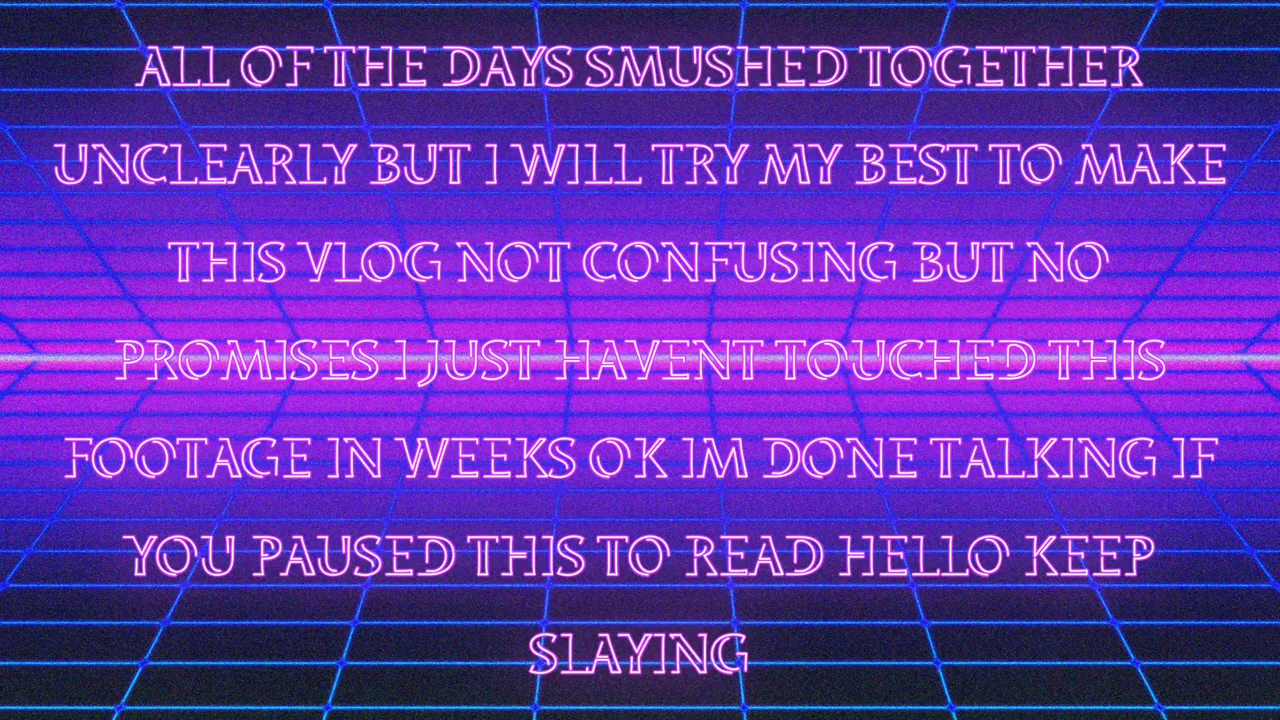 ALL OF THE DAYS SMUSHED TOGETHER
UNCLEARLY BUT I WILL TRY MY BEST TO MAKE
THIS VLOG NOT CONFUSING BUT NO
PROMISES I JUST HAVENT TOUCHED THIS
FOOTAGE IN WEEKS OK IM DONE TALKING IF
YOU PAUSED THIS TO READ HELLO KEEP
SLAYING